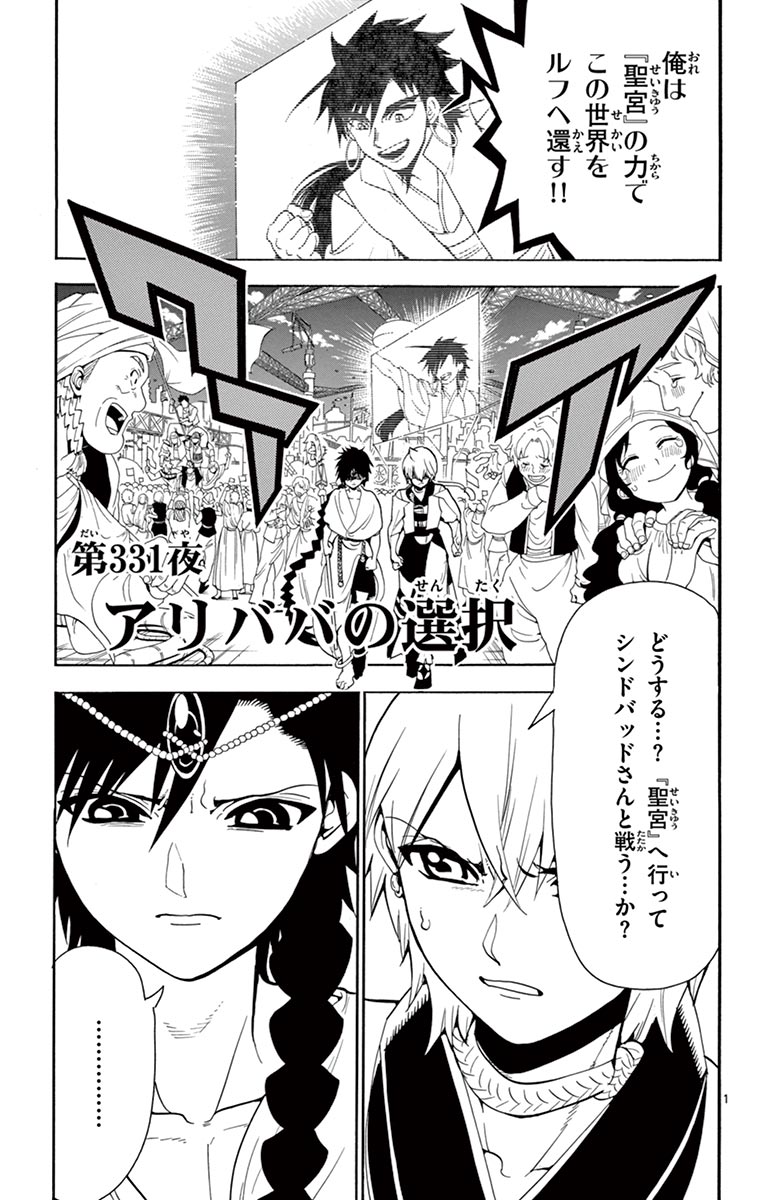 俺は
『聖宮』の力で
この世界を
ルフへ還す!!
ワアアア
第331夜
アリババの選択
どうする…?『聖宮』へ行って
シンドバッドさんと戦う…か?
…………
1